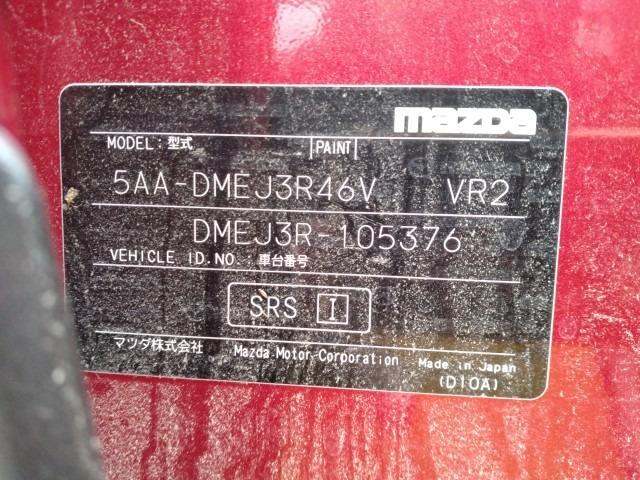 mazda
MODEL : 型式 PAINT
5AA-DMEJ3R46V VR2
DMEJ3R-105376
VEHICLE ID.NO. : 車台番号
SRS I
マツダ株式会社 Mazda Motor Corporation Made in Japan
(D10A)